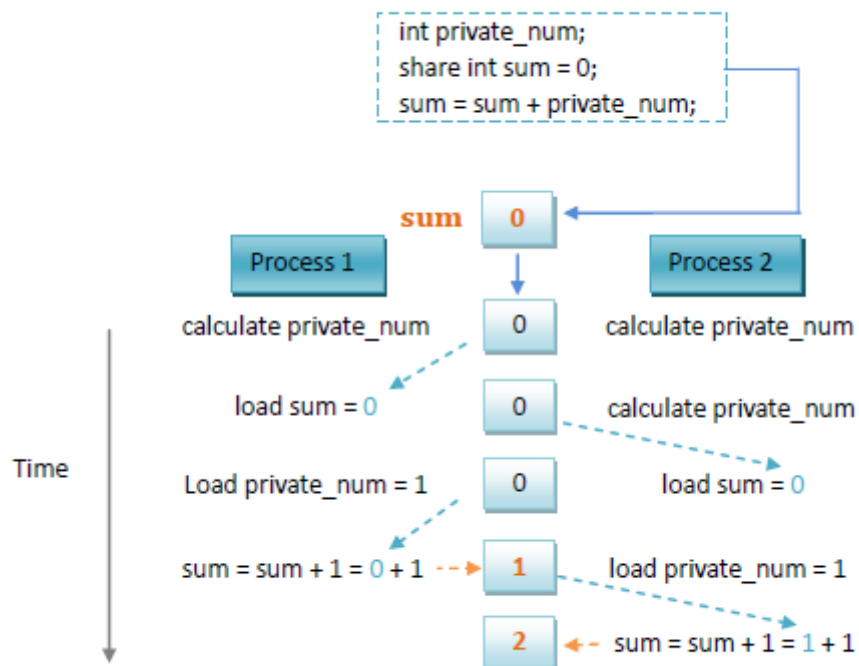 int private_num;
share int sum = 0;
sum = sum + private_num;
sum 0
Process 1 Process 2
calculate private_num 0 calculate private_num
load sum = 0 0 calculate private_num
Time
Load private_num = 1 0 load sum = 0
sum = sum + 1 = 0 + 1 1 load private_num = 1
2 sum = sum + 1 = 1 + 1